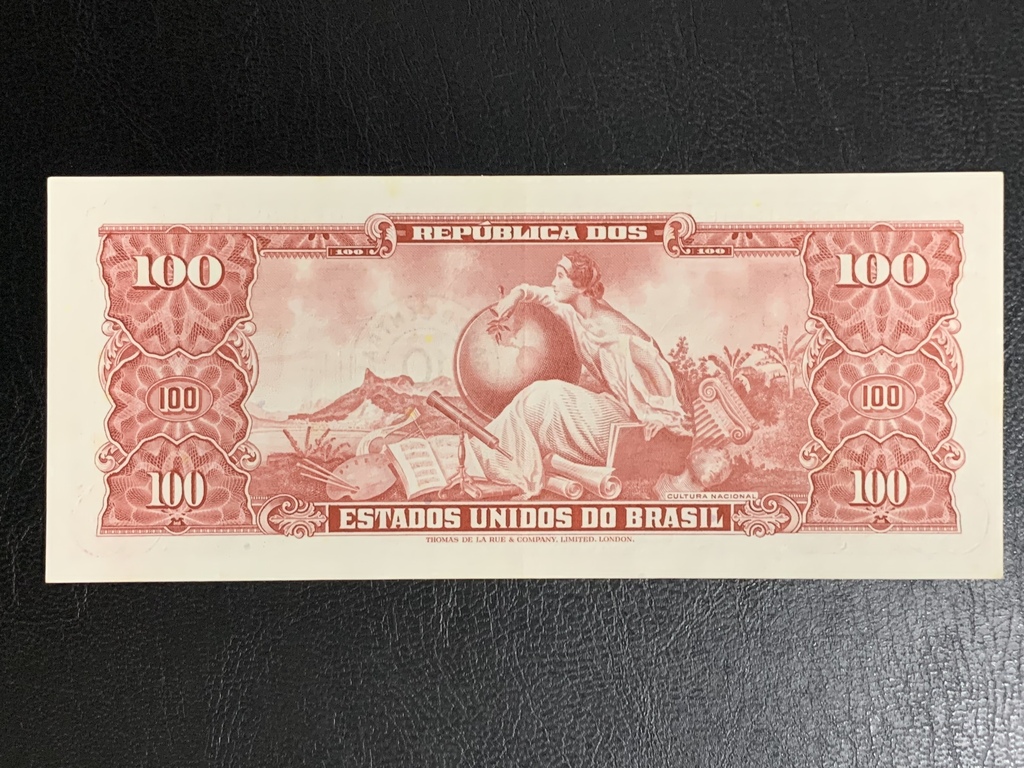 REPÚBLICA DOS
100 100
100 100
100 100
100 100
CULTURA NACIONAL
ESTADOS UNIDOS DO BRASIL
THOMAS DE LA RUE & COMPANY, LIMITED. LONDON.